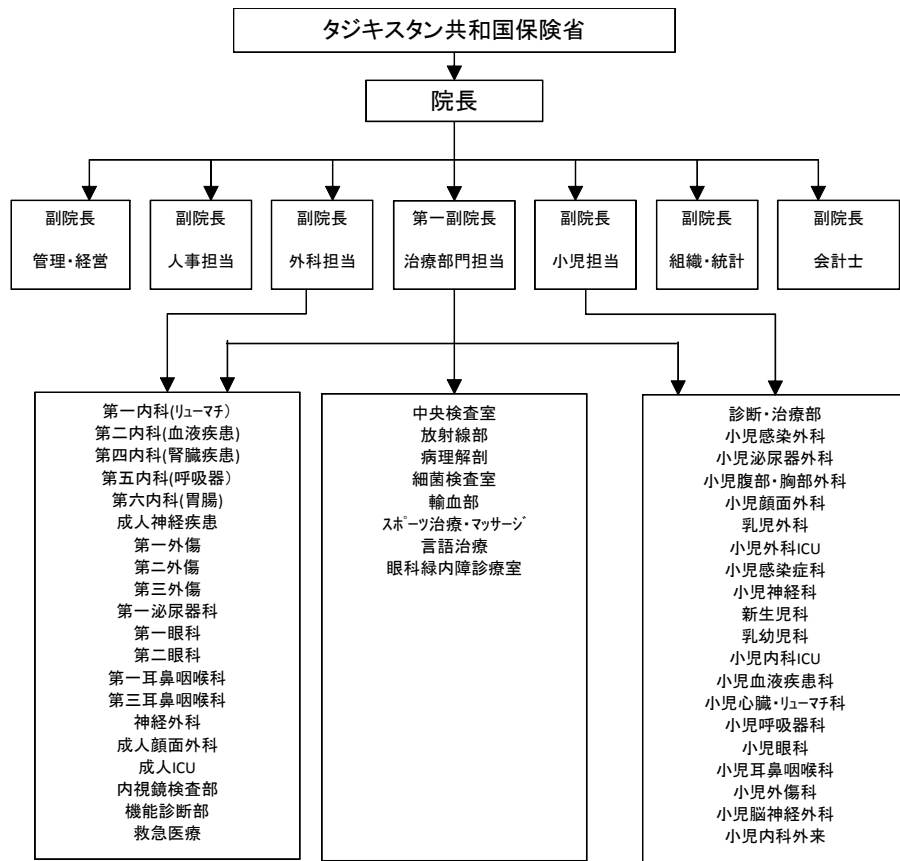 タジキスタン共和国保険省
院長
副院長
管理・経営
副院長
人事担当
副院長
外科担当
第一副院長
治療部門担当
副院長
小児担当
副院長
組織・統計
副院長
会計士
第一内科(ﾘｭｰﾏﾁ）
第二内科(血液疾患)
第四内科(腎臓疾患)
第五内科(呼吸器）
第六内科(胃腸)
成人神経疾患
第一外傷
第二外傷
第三外傷
第一泌尿器科
第一眼科
第二眼科
第一耳鼻咽喉科
第三耳鼻咽喉科
神経外科
成人顔面外科
成人ICU
内視鏡検査部
機能診断部
救急医療
中央検査室
放射線部
病理解剖
細菌検査室
輸血部
ｽﾎﾟｰﾂ治療・ﾏｯｻｰｼﾞ
言語治療
眼科緑内障診療室
診断・治療部
小児感染外科
小児泌尿器外科
小児腹部・胸部外科
小児顔面外科
乳児外科
小児外科ICU
小児感染症科
小児神経科
新生児科
乳幼児科
小児内科ICU
小児血液疾患科
小児心臓・ﾘｭｰﾏﾁ科
小児呼吸器科
小児眼科
小児耳鼻咽喉科
小児外傷科
小児脳神経外科
小児内科外来